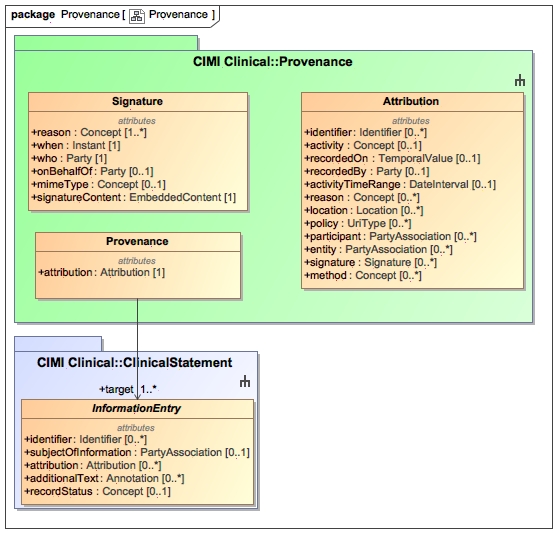 package Provenance [ Provenance ]
CIMI Clinical::Provenance
Signature
attributes
+reason : Concept [1..*]
+when : Instant [1]
+who : Party [1]
+onBehalfOf : Party [0..1]
+mimeType : Concept [0..1]
+signatureContent : EmbeddedContent [1]
Attribution
attributes
+identifier : Identifier [0..*]
+activity : Concept [0..1]
+recordedOn : TemporalValue [0..1]
+recordedBy : Party [0..1]
+activityTimeRange : DateInterval [0..1]
+reason : Concept [0..*]
+location : Location [0..*]
+policy : UriType [0..*]
+participant : PartyAssociation [0..*]
+entity : PartyAssociation [0..*]
+signature : Signature [0..*]
+method : Concept [0..*]
Provenance
attributes
+attribution : Attribution [1]
CIMI Clinical::ClinicalStatement
+target 1..*
InformationEntry
attributes
+identifier : Identifier [0..*]
+subjectOfInformation : PartyAssociation [0..1]
+attribution : Attribution [0..*]
+additionalText : Annotation [0..*]
+recordStatus : Concept [0..1]